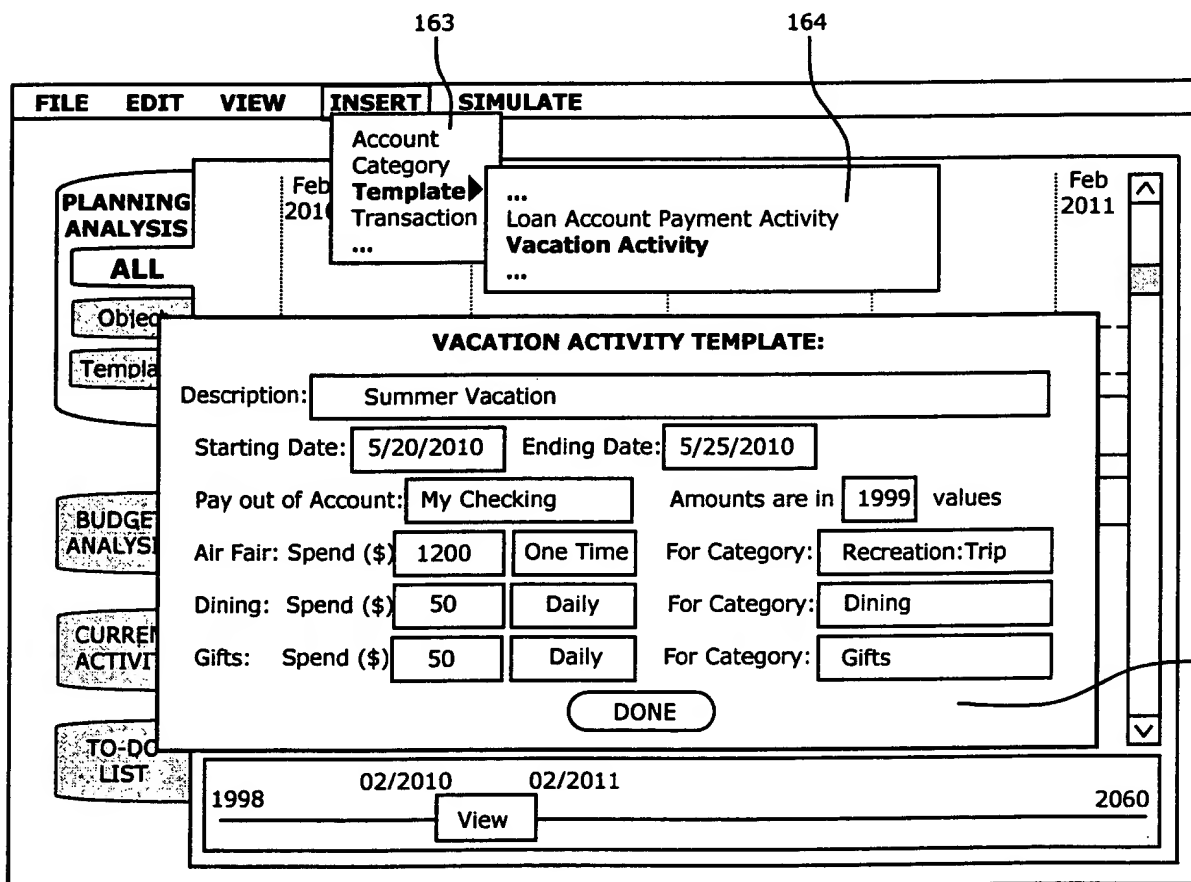 163 164
FILE EDIT VIEW INSERT SIMULATE
Account
Category
Template
Transaction
...
...
Loan Account Payment Activity
Vacation Activity
...
Feb
Feb
2011
PLANNING
ANALYSIS
ALL
VACATION ACTIVITY TEMPLATE:
Description: Summer Vacation
Starting Date: 5/20/2010 Ending Date: 5/25/2010
Pay out of Account: My Checking Amounts are in 1999 values
Air Fair: Spend ($) 1200 One Time For Category: Recreation:Trip
Dining: Spend ($) 50 Daily For Category: Dining
Gifts: Spend ($) 50 Daily For Category: Gifts
DONE
TO-DO
LIST
02/2010 02/2011
1998 View 2060